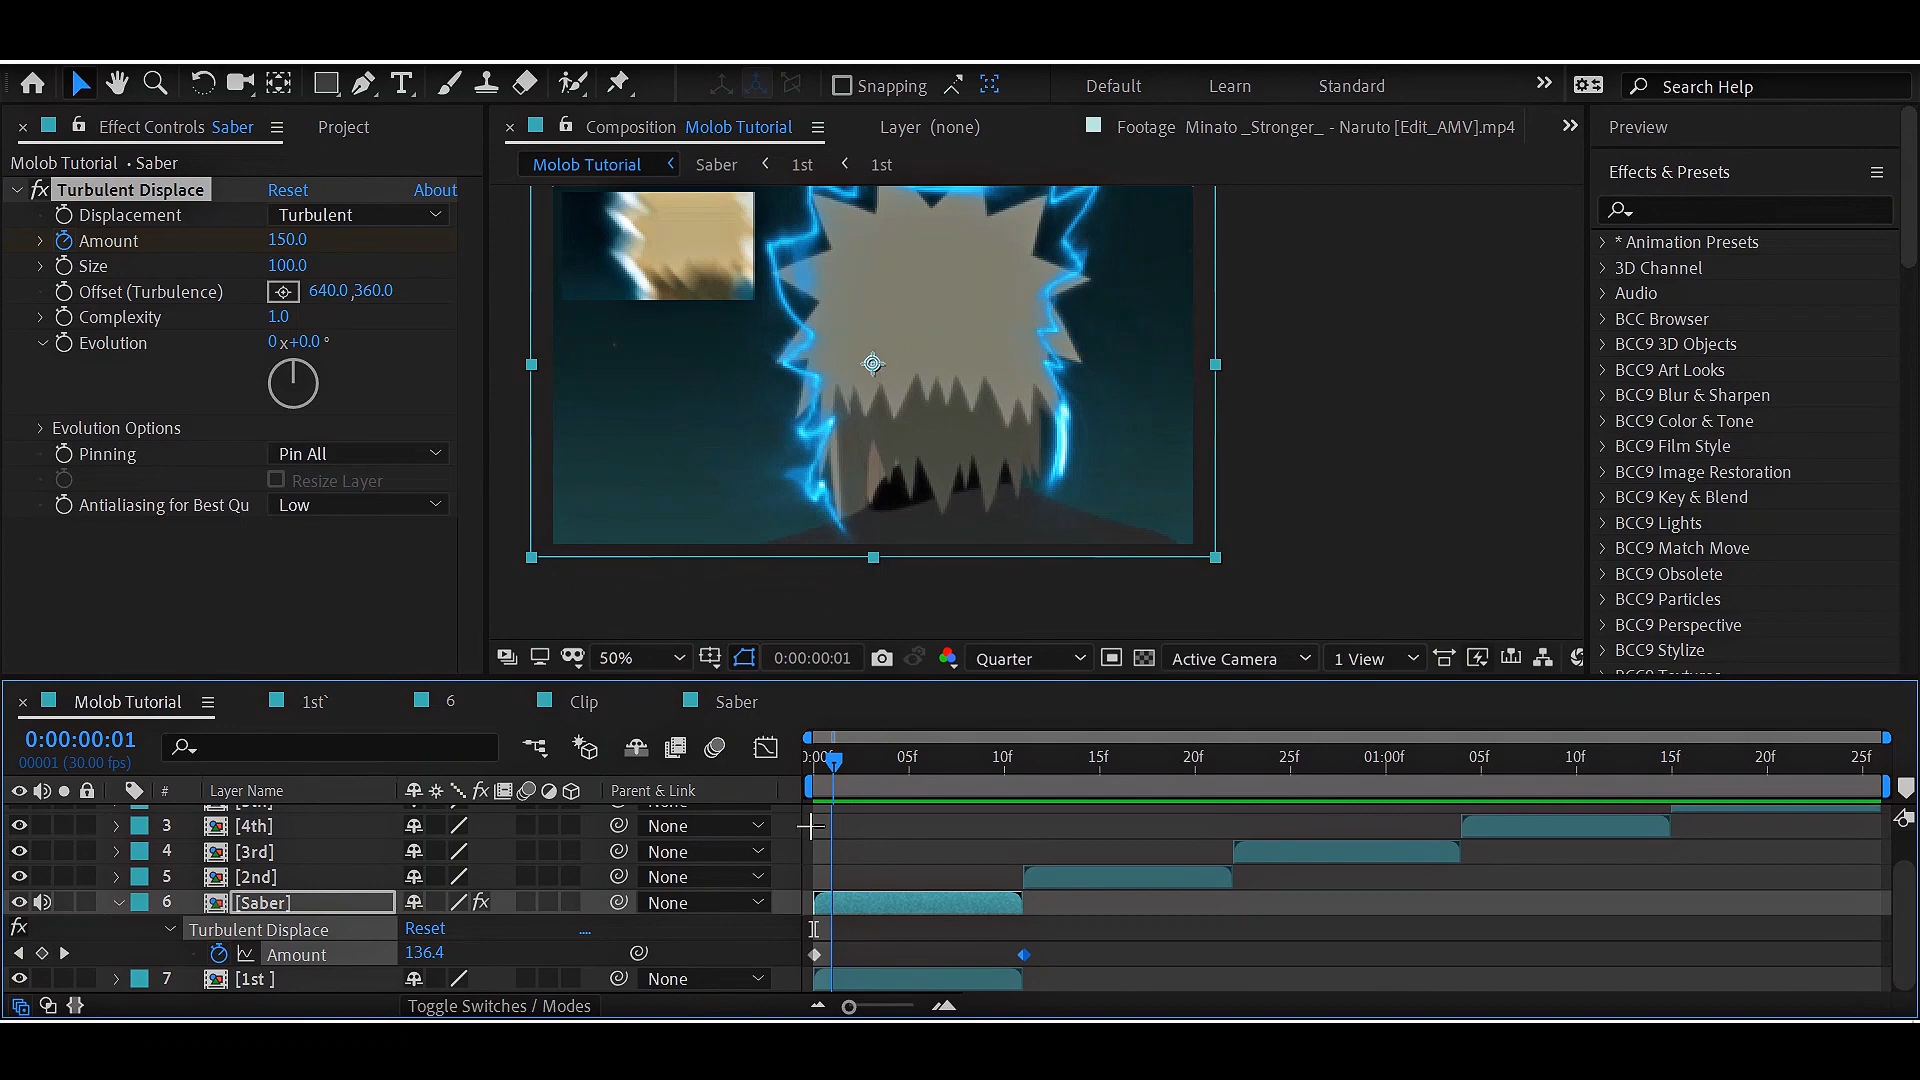 Snapping
Default
Learn
Standard
Search Help
Effect Controls Saber
Project
Composition Molob Tutorial
Layer (none)
Footage Minato _Stronger_ - Naruto [Edit_AMV].mp4
Preview
Molob Tutorial • Saber
Molob Tutorial
Saber
1st
1st
Effects & Presets
fx Turbulent Displace
Reset
About
Displacement
Turbulent
Amount
150.0
Size
100.0
Offset (Turbulence)
640.0,360.0
Complexity
1.0
Evolution
0 x+0.0 °
Evolution Options
Pinning
Pin All
Resize Layer
Antialiasing for Best Qu
Low
* Animation Presets
3D Channel
Audio
BCC Browser
BCC9 3D Objects
BCC9 Art Looks
BCC9 Blur & Sharpen
BCC9 Color & Tone
BCC9 Film Style
BCC9 Image Restoration
BCC9 Key & Blend
BCC9 Lights
BCC9 Match Move
BCC9 Obsolete
BCC9 Particles
BCC9 Perspective
BCC9 Stylize
BCC9 Textures
50%
0:00:00:01
Quarter
Active Camera
1 View
Molob Tutorial
1st`
6
Clip
Saber
0:00:00:01
00001 (30.00 fps)
05f
10f
15f
20f
25f
01:00f
05f
10f
15f
20f
25f
#
Layer Name
fx
Parent & Link
3
[4th]
None
4
[3rd]
None
5
[2nd]
None
6
[Saber]
fx
None
fx
Turbulent Displace
Reset
....
Amount
136.4
7
[1st ]
None
Toggle Switches / Modes